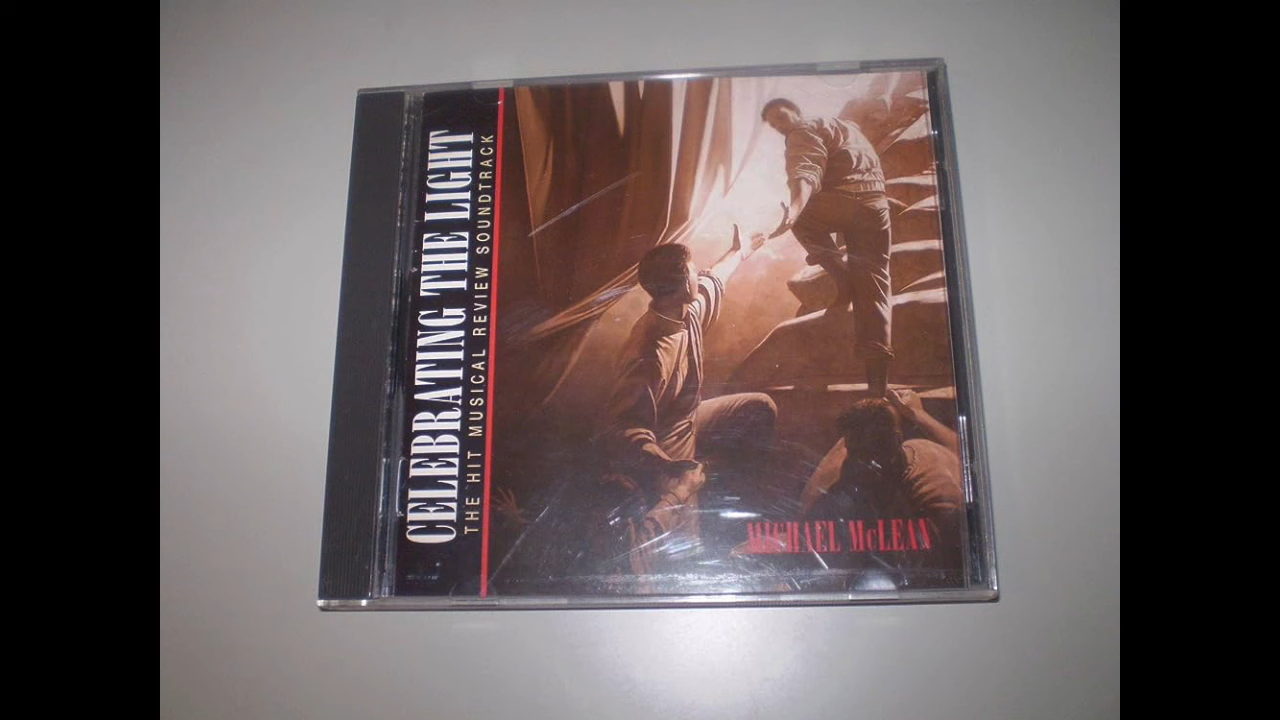 CELEBRATING THE LIGHT
THE HIT MUSICAL REVIEW SOUNDTRACK
MICHAEL McLEAN